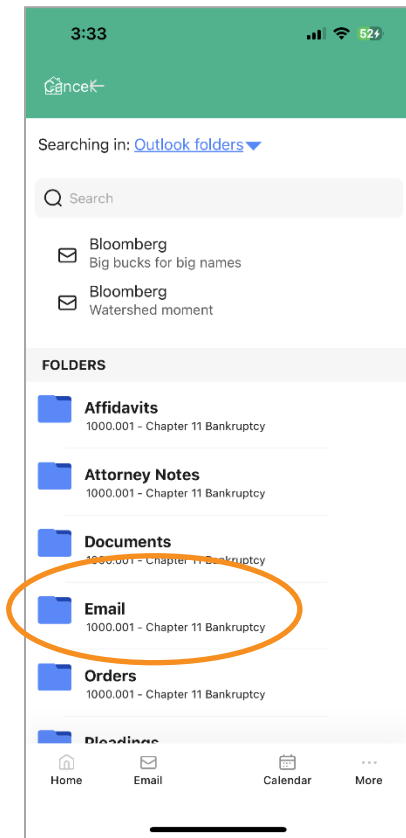 3:33
52
Cancel
Searching in: Outlook folders
Search
Bloomberg
Big bucks for big names
Bloomberg
Watershed moment
FOLDERS
Affidavits
1000.001 - Chapter 11 Bankruptcy
Attorney Notes
1000.001 - Chapter 11 Bankruptcy
Documents
1000.001 - Chapter 11 Bankruptcy
Email
1000.001 - Chapter 11 Bankruptcy
Orders
1000.001 - Chapter 11 Bankruptcy
Pleadings
Home Email Calendar More